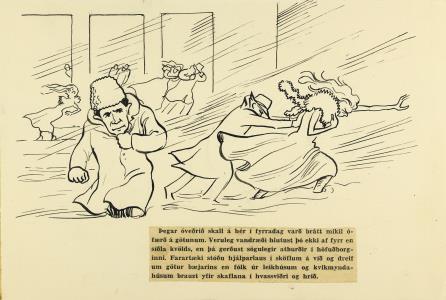 Þegar óveðrið skall á hér í fyrradag varð brátt mikil ó-
færð á götunum. Veruleg vandræði hlutust þó ekki af fyrr en
síðla kvölds, en þá gerðust sögulegir atburðir í höfuðborg-
inni. Farartæki stóðu hjálparlaus í sköflum á víð og dreif
um götur bæjarins en fólk úr leikhúsum og kvikmynda-
húsum brauzt yfir skaflana í hvassviðri og hríð.